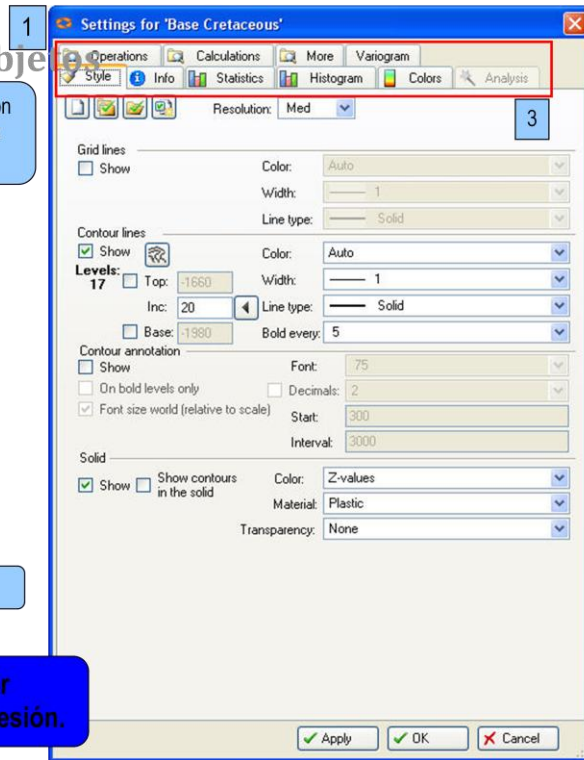 1
Settings for 'Base Cretaceous'
Operations Calculations More Variogram
Style Info Statistics Histogram Colors Analysis
3
Resolution: Med
Grid lines
Show Color: Auto
Width: 1
Line type: Solid
Contour lines
Show Color: Auto
Levels: 17 Top: -1660 Width: 1
Inc: 20 Line type: Solid
Base: -1980 Bold every: 5
Contour annotation
Show Font: 75
On bold levels only Decimals: 2
Font size world (relative to scale) Start: 300
Interval: 3000
Solid
Show Show contours in the solid Color: Z-values
Material: Plastic
Transparency: None
Apply OK Cancel